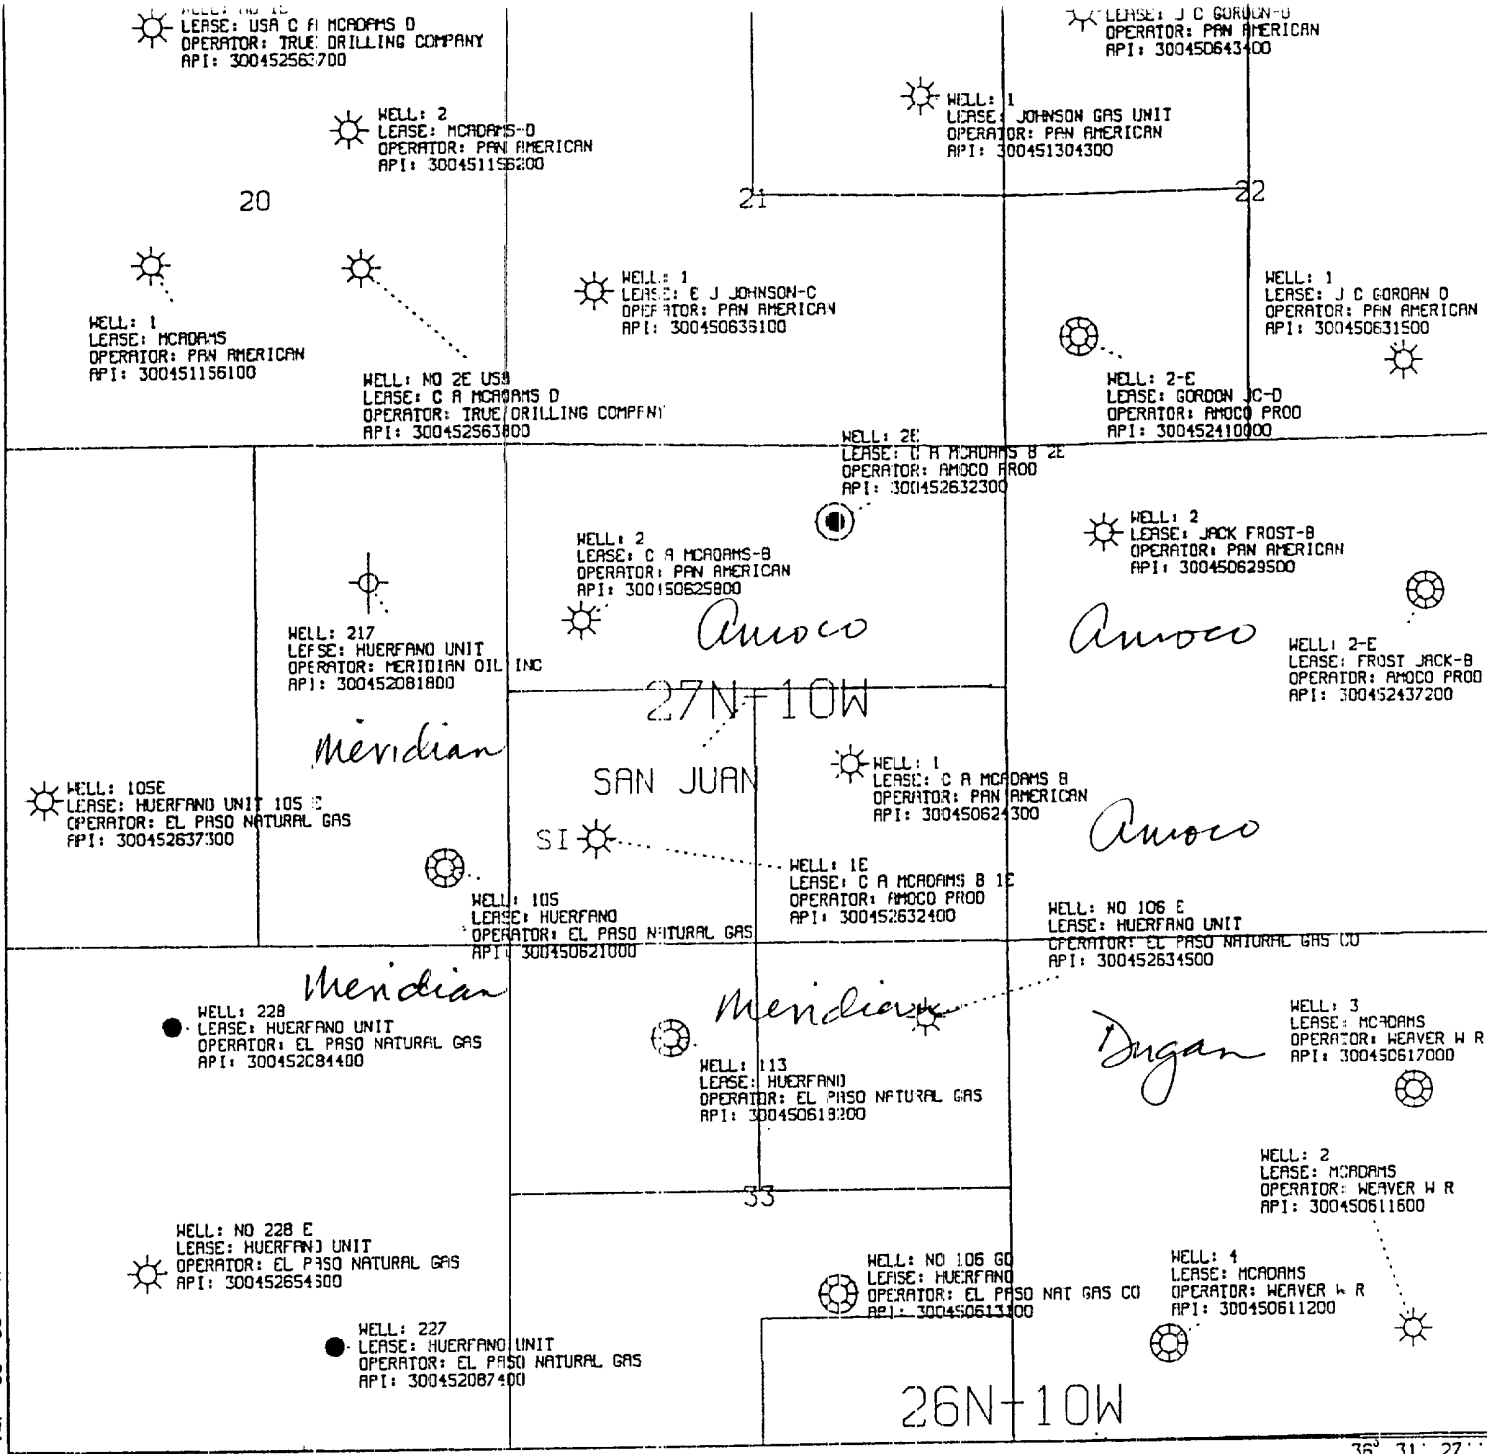 LEASE: USA C A MCADAMS D
OPERATOR: TRUE DRILLING COMPANY
API: 300452563700
LEASE: J C GORDON-D
OPERATOR: PAN AMERICAN
API: 300450643400
WELL: 2
LEASE: MCADAMS-D
OPERATOR: PAN AMERICAN
API: 300451156200
WELL: 1
LEASE: JOHNSON GAS UNIT
OPERATOR: PAN AMERICAN
API: 300451304300
20
21
22
WELL: 1
LEASE: MCADAMS
OPERATOR: PAN AMERICAN
API: 300451156100
WELL: NO 2E USA
LEASE: C A MCADAMS D
OPERATOR: TRUE DRILLING COMPANY
API: 300452563800
WELL: 1
LEASE: E J JOHNSON-C
OPERATOR: PAN AMERICAN
API: 300450636100
WELL: 1
LEASE: J C GORDAN D
OPERATOR: PAN AMERICAN
API: 300450631500
WELL: 2-E
LEASE: GORDON JC-D
OPERATOR: AMOCO PROD
API: 300452410000
WELL: 2E
LEASE: C A MCADAMS B 2E
OPERATOR: AMOCO PROD
API: 300452632300
WELL: 2
LEASE: C A MCADAMS-B
OPERATOR: PAN AMERICAN
API: 300450625800
WELL: 2
LEASE: JACK FROST-B
OPERATOR: PAN AMERICAN
API: 300450629500
WELL: 217
LEASE: HUERFANO UNIT
OPERATOR: MERIDIAN OIL INC
API: 300452081800
Amoco
Amoco
WELL: 2-E
LEASE: FROST JACK-B
OPERATOR: AMOCO PROD
API: 300452437200
27N-10W
Meridian
SAN JUAN
WELL: 105E
LEASE: HUERFANO UNIT 105 E
OPERATOR: EL PASO NATURAL GAS
API: 300452637300
WELL: 1
LEASE: C A MCADAMS B
OPERATOR: PAN AMERICAN
API: 300450624300
Amoco
SI
WELL: 1E
LEASE: C A MCADAMS B 1E
OPERATOR: AMOCO PROD
API: 300452632400
WELL: 105
LEASE: HUERFANO
OPERATOR: EL PASO NATURAL GAS
API: 300450621000
WELL: NO 106 E
LEASE: HUERFANO UNIT
OPERATOR: EL PASO NATURAL GAS CO
API: 300452634500
Meridian
Meridian
WELL: 228
LEASE: HUERFANO UNIT
OPERATOR: EL PASO NATURAL GAS
API: 300452084400
Dugan
WELL: 3
LEASE: MCADAMS
OPERATOR: WEAVER W R
API: 300450617000
WELL: 113
LEASE: HUERFANO
OPERATOR: EL PASO NATURAL GAS
API: 300450618200
WELL: 2
LEASE: MCADAMS
OPERATOR: WEAVER W R
API: 300450611600
33
WELL: NO 228 E
LEASE: HUERFANO UNIT
OPERATOR: EL PASO NATURAL GAS
API: 300452654300
WELL: NO 106 GD
LEASE: HUERFANO
OPERATOR: EL PASO NAT GAS CO
API: 300450613100
WELL: 4
LEASE: MCADAMS
OPERATOR: WEAVER W R
API: 300450611200
WELL: 227
LEASE: HUERFANO UNIT
OPERATOR: EL PASO NATURAL GAS
API: 300452087400
26N-10W
36° 31' 27"